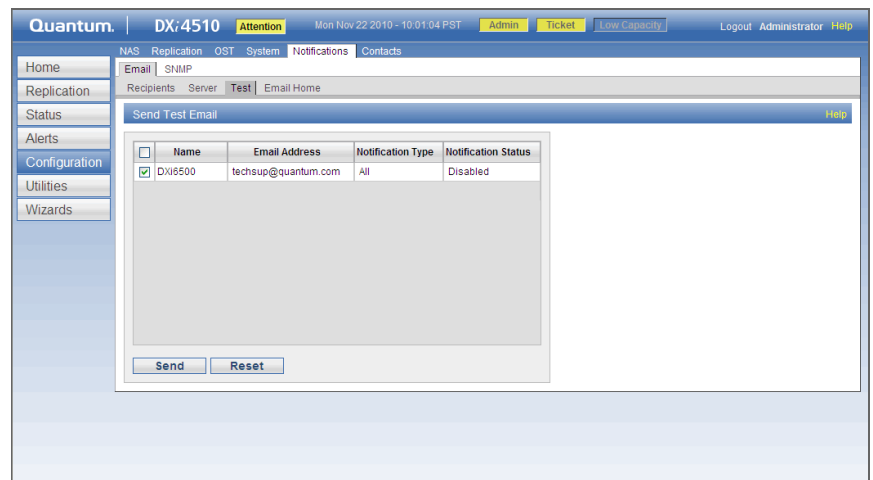 Quantum. DXi4510 Attention Mon Nov 22 2010 - 10:01:04 PST Admin Ticket Low Capacity Logout Administrator Help
NAS Replication OST System Notifications Contacts
Home
Email SNMP
Replication
Recipients Server Test Email Home
Status
Send Test Email Help
Alerts
Name Email Address Notification Type Notification Status
Configuration
DXi6500 techsup@quantum.com All Disabled
Utilities
Wizards
Send Reset